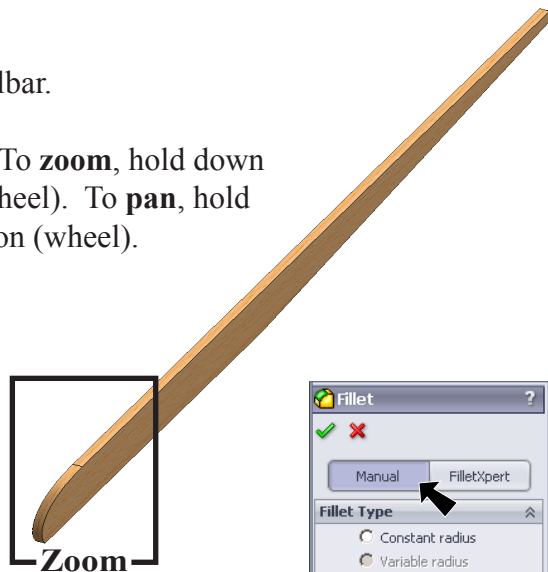 lbar.
To zoom, hold down
heel). To pan, hold
on (wheel).
Zoom
Fillet ?
Manual FilletXpert
Fillet Type
Constant radius
Variable radius